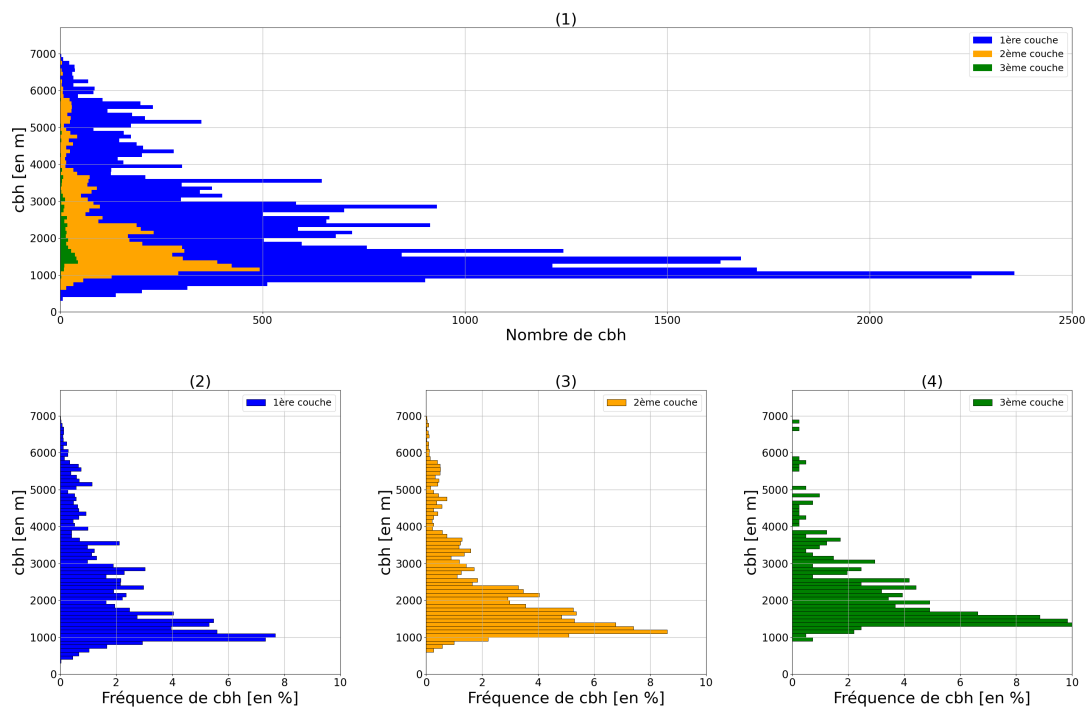 (1)
cbh [en m]
7000
6000
5000
4000
3000
2000
1000
0
1ère couche
2ème couche
3ème couche
0 500 1000 1500 2000 2500
Nombre de cbh
(2)
cbh [en m]
7000
6000
5000
4000
3000
2000
1000
0
1ère couche
0 2 4 6 8 10
Fréquence de cbh [en %]
(3)
cbh [en m]
7000
6000
5000
4000
3000
2000
1000
0
2ème couche
0 2 4 6 8 10
Fréquence de cbh [en %]
(4)
cbh [en m]
7000
6000
5000
4000
3000
2000
1000
0
3ème couche
0 2 4 6 8 10
Fréquence de cbh [en %]